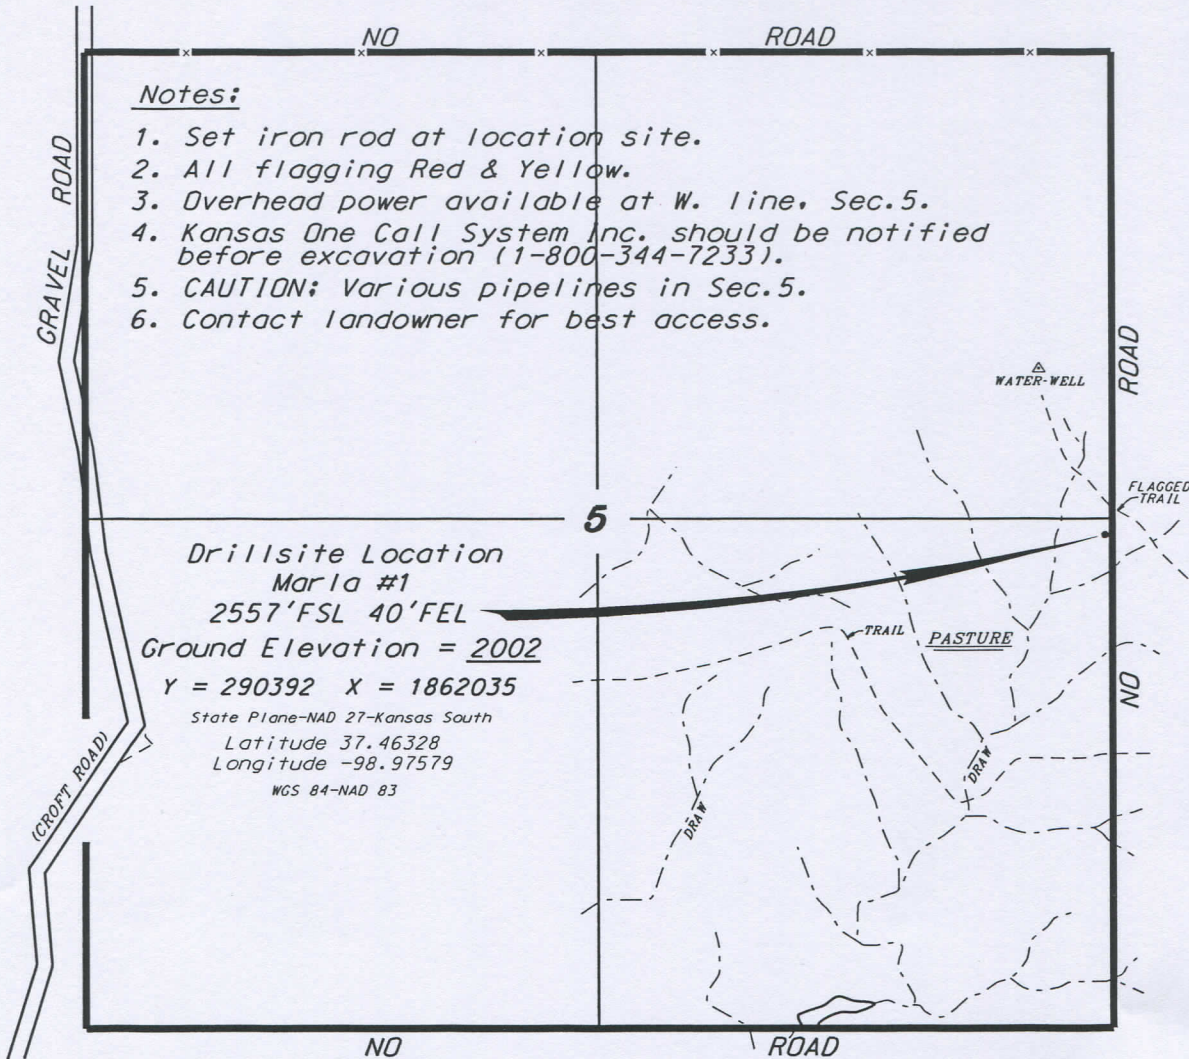 NO ROAD
Notes:
1. Set iron rod at location site.
2. All flagging Red & Yellow.
3. Overhead power available at W. line, Sec.5.
4. Kansas One Call System Inc. should be notified
before excavation (1-800-344-7233).
5. CAUTION: Various pipelines in Sec.5.
6. Contact landowner for best access.
GRAVEL ROAD
WATER-WELL
NO ROAD
FLAGGED
TRAIL
5
Drillsite Location
Marla #1
2557'FSL 40'FEL
Ground Elevation = 2002
Y = 290392 X = 1862035
State Plane-NAD 27-Kansas South
Latitude 37.46328
Longitude -98.97579
WGS 84-NAD 83
TRAIL
PASTURE
DRAW
DRAW
(CROFT ROAD)
NO ROAD